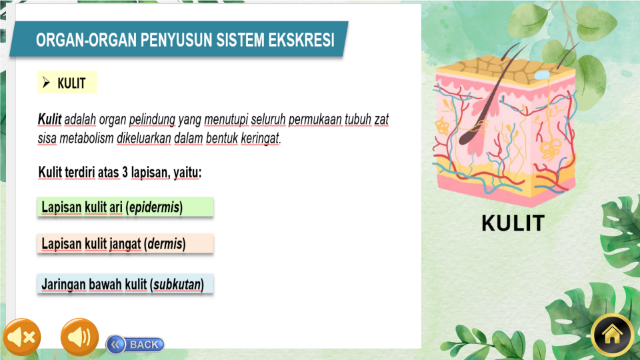 ORGAN-ORGAN PENYUSUN SISTEM EKSKRESI
➢ KULIT
Kulit adalah organ pelindung yang menutupi seluruh permukaan tubuh zat
sisa metabolism dikeluarkan dalam bentuk keringat.
Kulit terdiri atas 3 lapisan, yaitu:
Lapisan kulit ari (epidermis)
Lapisan kulit jangat (dermis)
Jaringan bawah kulit (subkutan)
KULIT
BACK